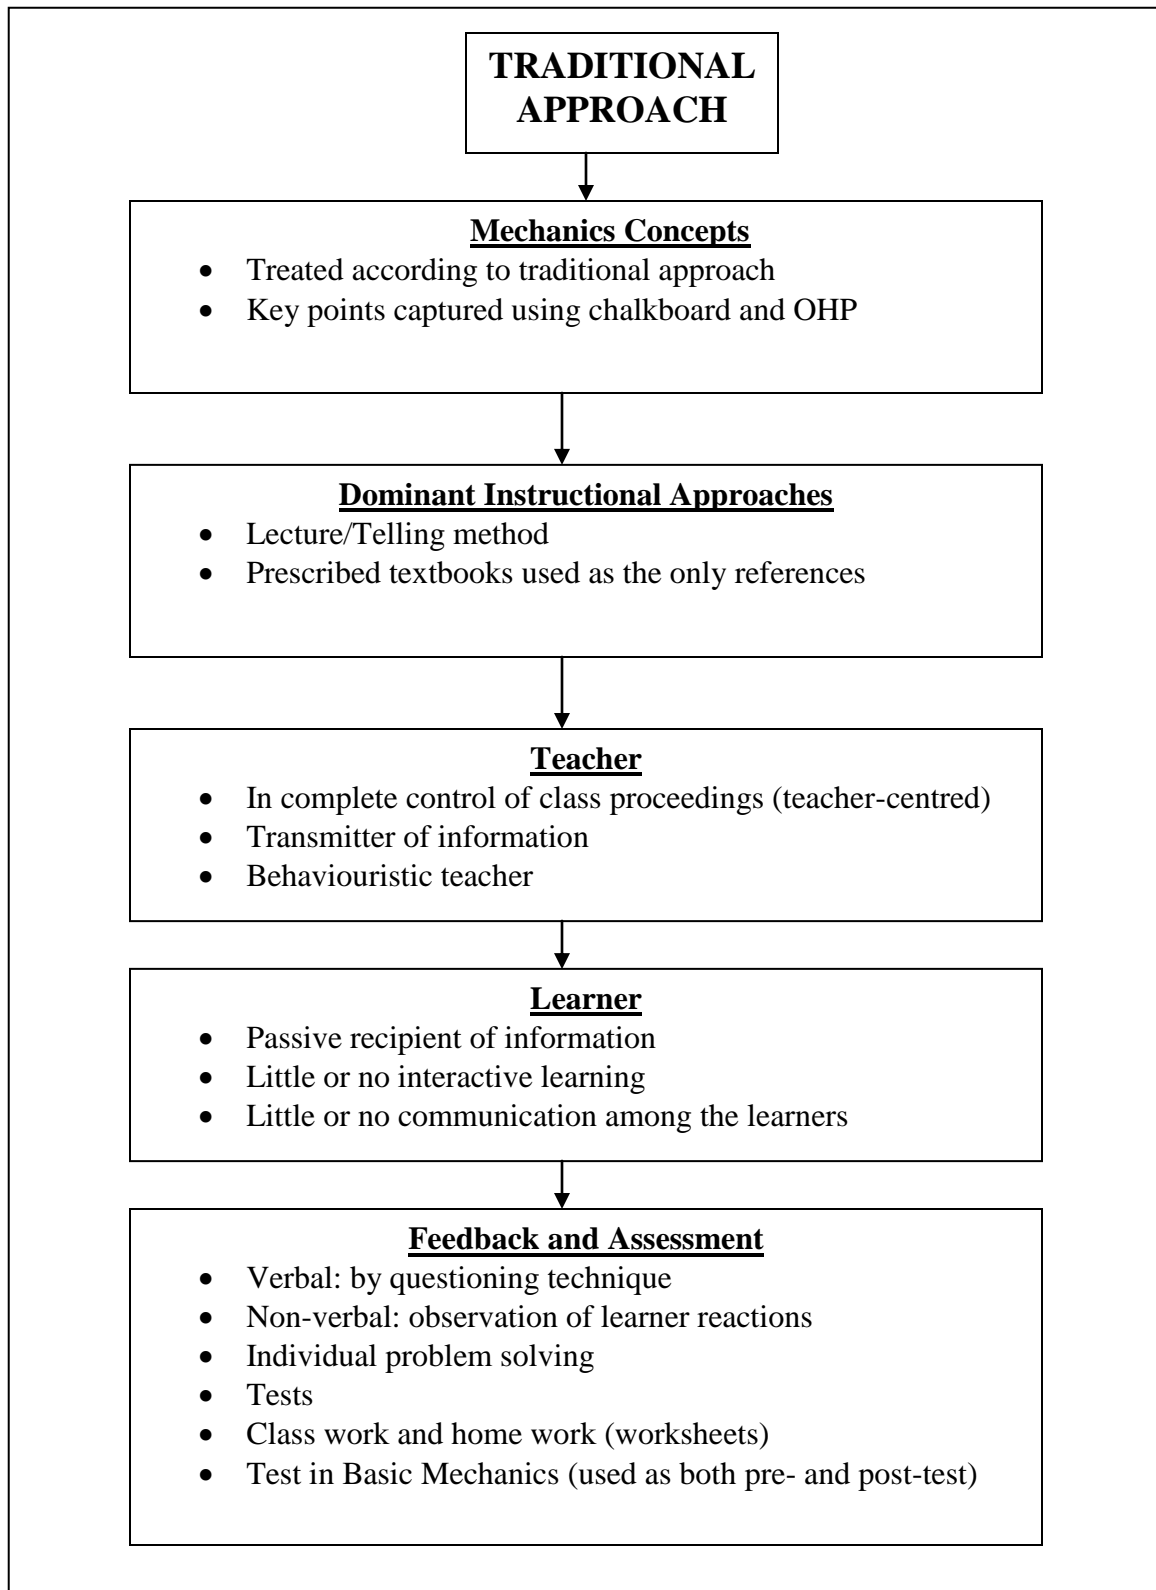 TRADITIONAL
APPROACH
Mechanics Concepts
• Treated according to traditional approach
• Key points captured using chalkboard and OHP
Dominant Instructional Approaches
• Lecture/Telling method
• Prescribed textbooks used as the only references
Teacher
• In complete control of class proceedings (teacher-centred)
• Transmitter of information
• Behaviouristic teacher
Learner
• Passive recipient of information
• Little or no interactive learning
• Little or no communication among the learners
Feedback and Assessment
• Verbal: by questioning technique
• Non-verbal: observation of learner reactions
• Individual problem solving
• Tests
• Class work and home work (worksheets)
• Test in Basic Mechanics (used as both pre- and post-test)